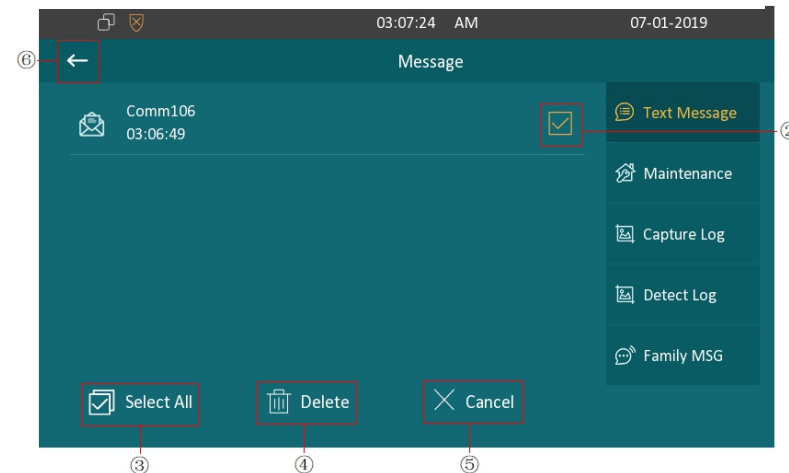 03:07:24 AM
07-01-2019
⑥
Message
Comm106
03:06:49
②
Text Message
Maintenance
Capture Log
Detect Log
Family MSG
Select All
Delete
Cancel
③
④
⑤